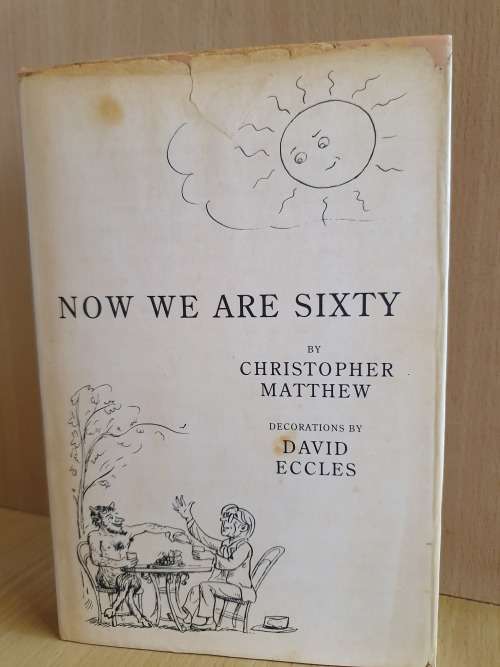 NOW WE ARE SIXTY
BY
CHRISTOPHER
MATTHEW
DECORATIONS BY
DAVID
ECCLES